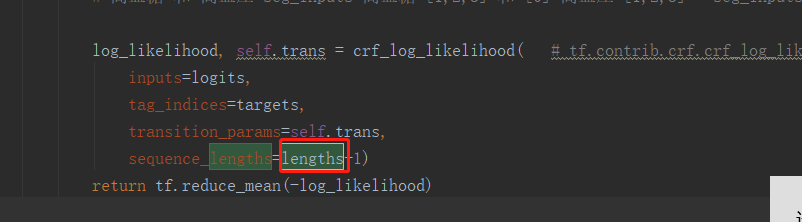 log_likelihood, self.trans = crf_log_likelihood(   # tf.contrib.crf.crf_log_lik
inputs=logits,
tag_indices=targets,
transition_params=self.trans,
sequence_lengths=lengths+1)
return tf.reduce_mean(-log_likelihood)